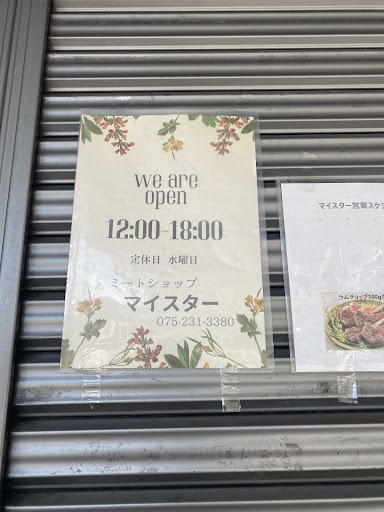 we are
open
12:00-18:00
定休日 水曜日
ミートショップ
マイスター
075-231-3380
マイスター営業スケジ
ラムチョップ100g